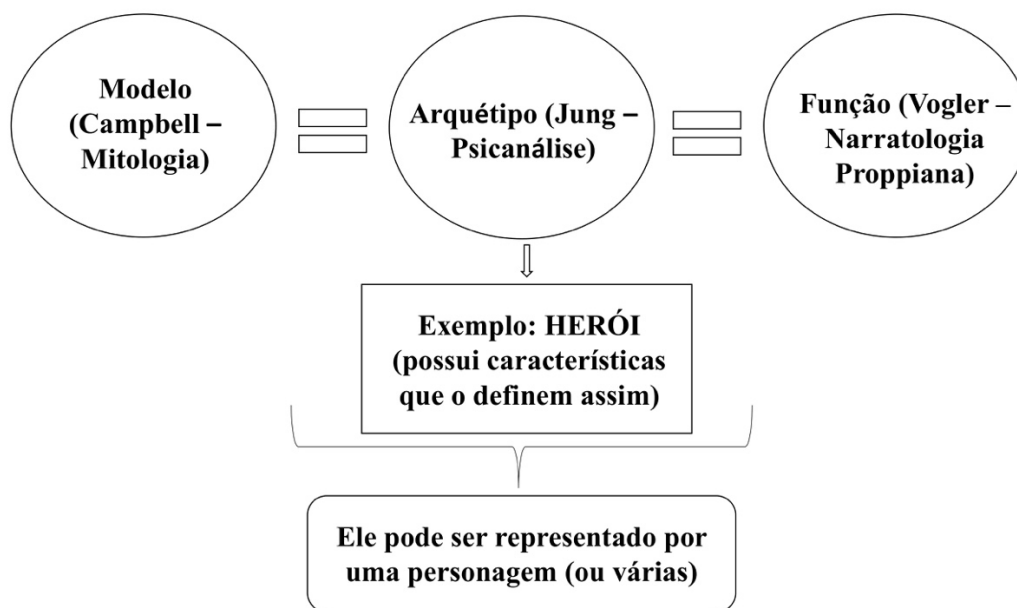 Modelo
(Campbell –
Mitologia)
Arquétipo (Jung –
Psicanálise)
Função (Vogler –
Narratologia
Proppiana)
Exemplo: HERÓI
(possui características
que o definem assim)
Ele pode ser representado por
uma personagem (ou várias)